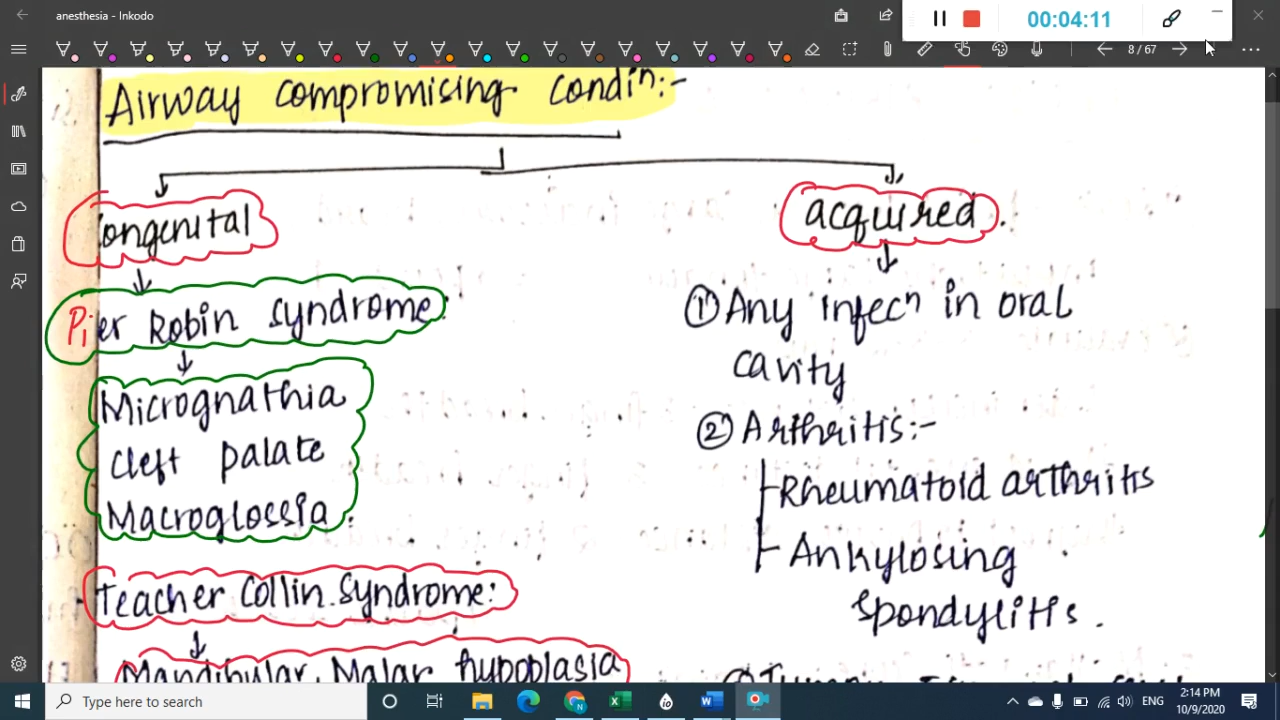 anesthesia - Inkodo
00:04:11
8 / 67
Airway compromising condin:-
Congenital
Pier Robin Syndrome:
Micrognathia
Cleft palate
Macroglossia.
Teacher Collin Syndrome:
Mandibular, Malar hypoplasia
acquired.
① Any infecn in oral
cavity
② Arthritis:-
Rheumatoid arthritis
Ankylosing
Spondylitis.
Type here to search
ENG
2:14 PM
10/9/2020